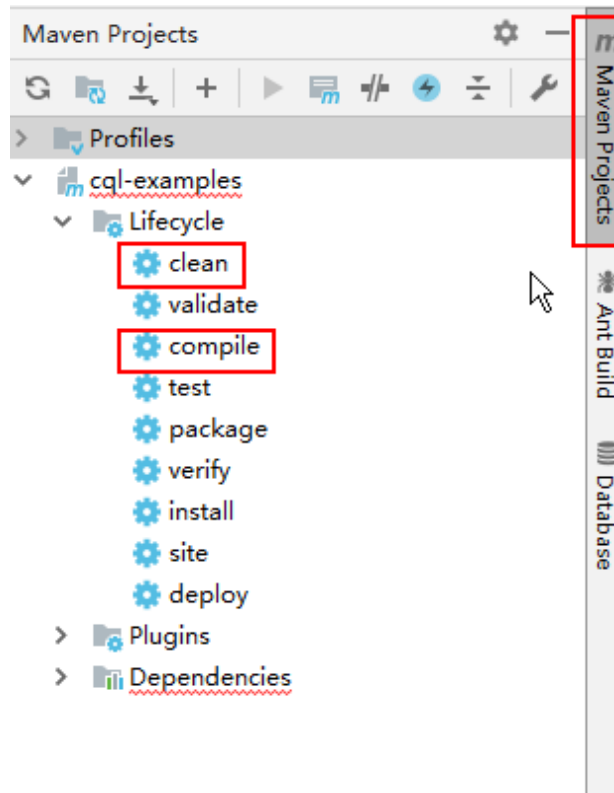 Maven Projects
Profiles
cql-examples
Lifecycle
clean
validate
compile
test
package
verify
install
site
deploy
Plugins
Dependencies
Maven Projects
Ant Build
Database